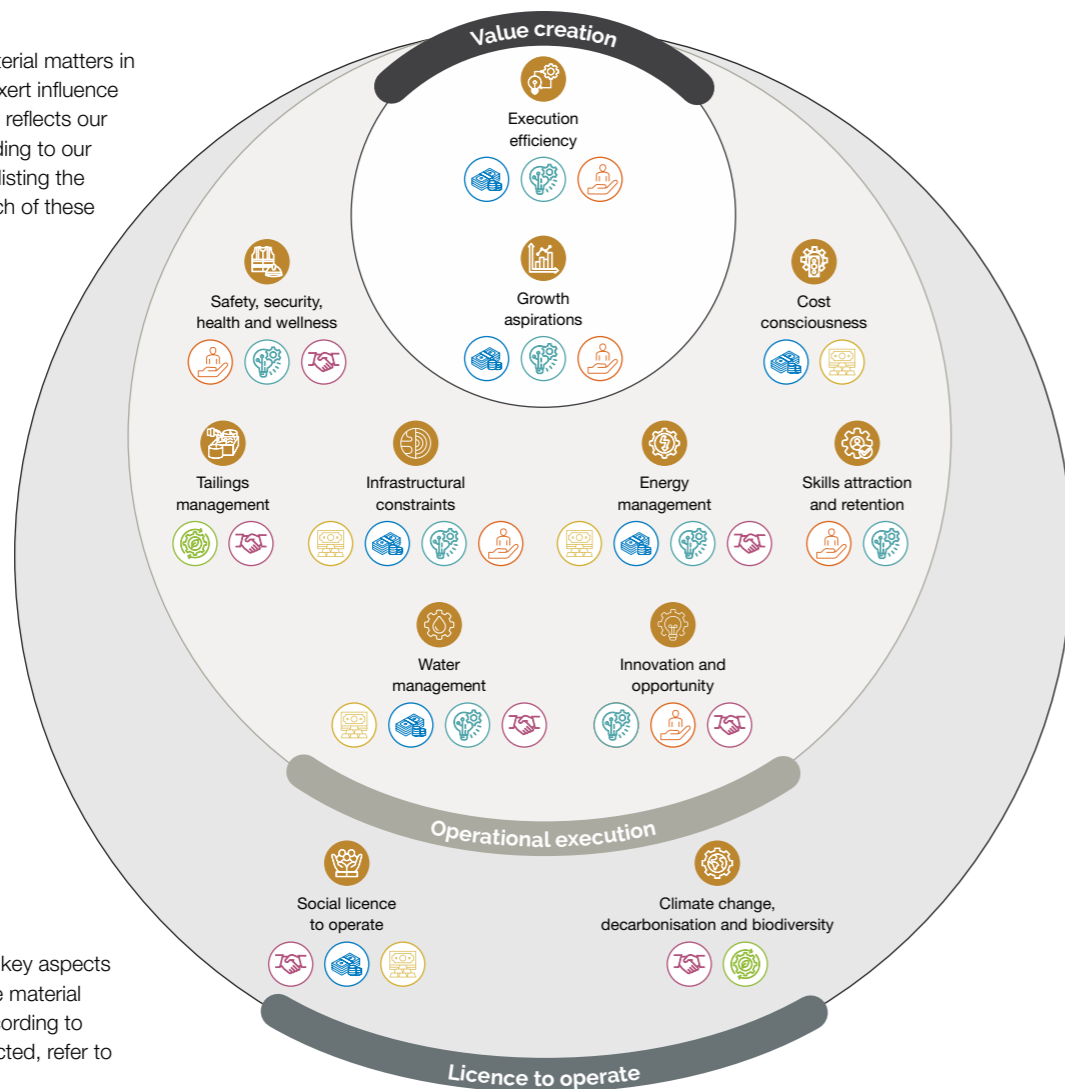 Value creation
terial matters in
xert influence
reflects our
ding to our
listing the
ch of these
Execution
efficiency
Growth
aspirations
Safety, security,
health and wellness
Cost
consciousness
Tailings
management
Infrastructural
constraints
Energy
management
Skills attraction
and retention
Water
management
Innovation and
opportunity
Operational execution
Social licence
to operate
Climate change,
decarbonisation and biodiversity
key aspects
e material
cording to
cted, refer to
Licence to operate